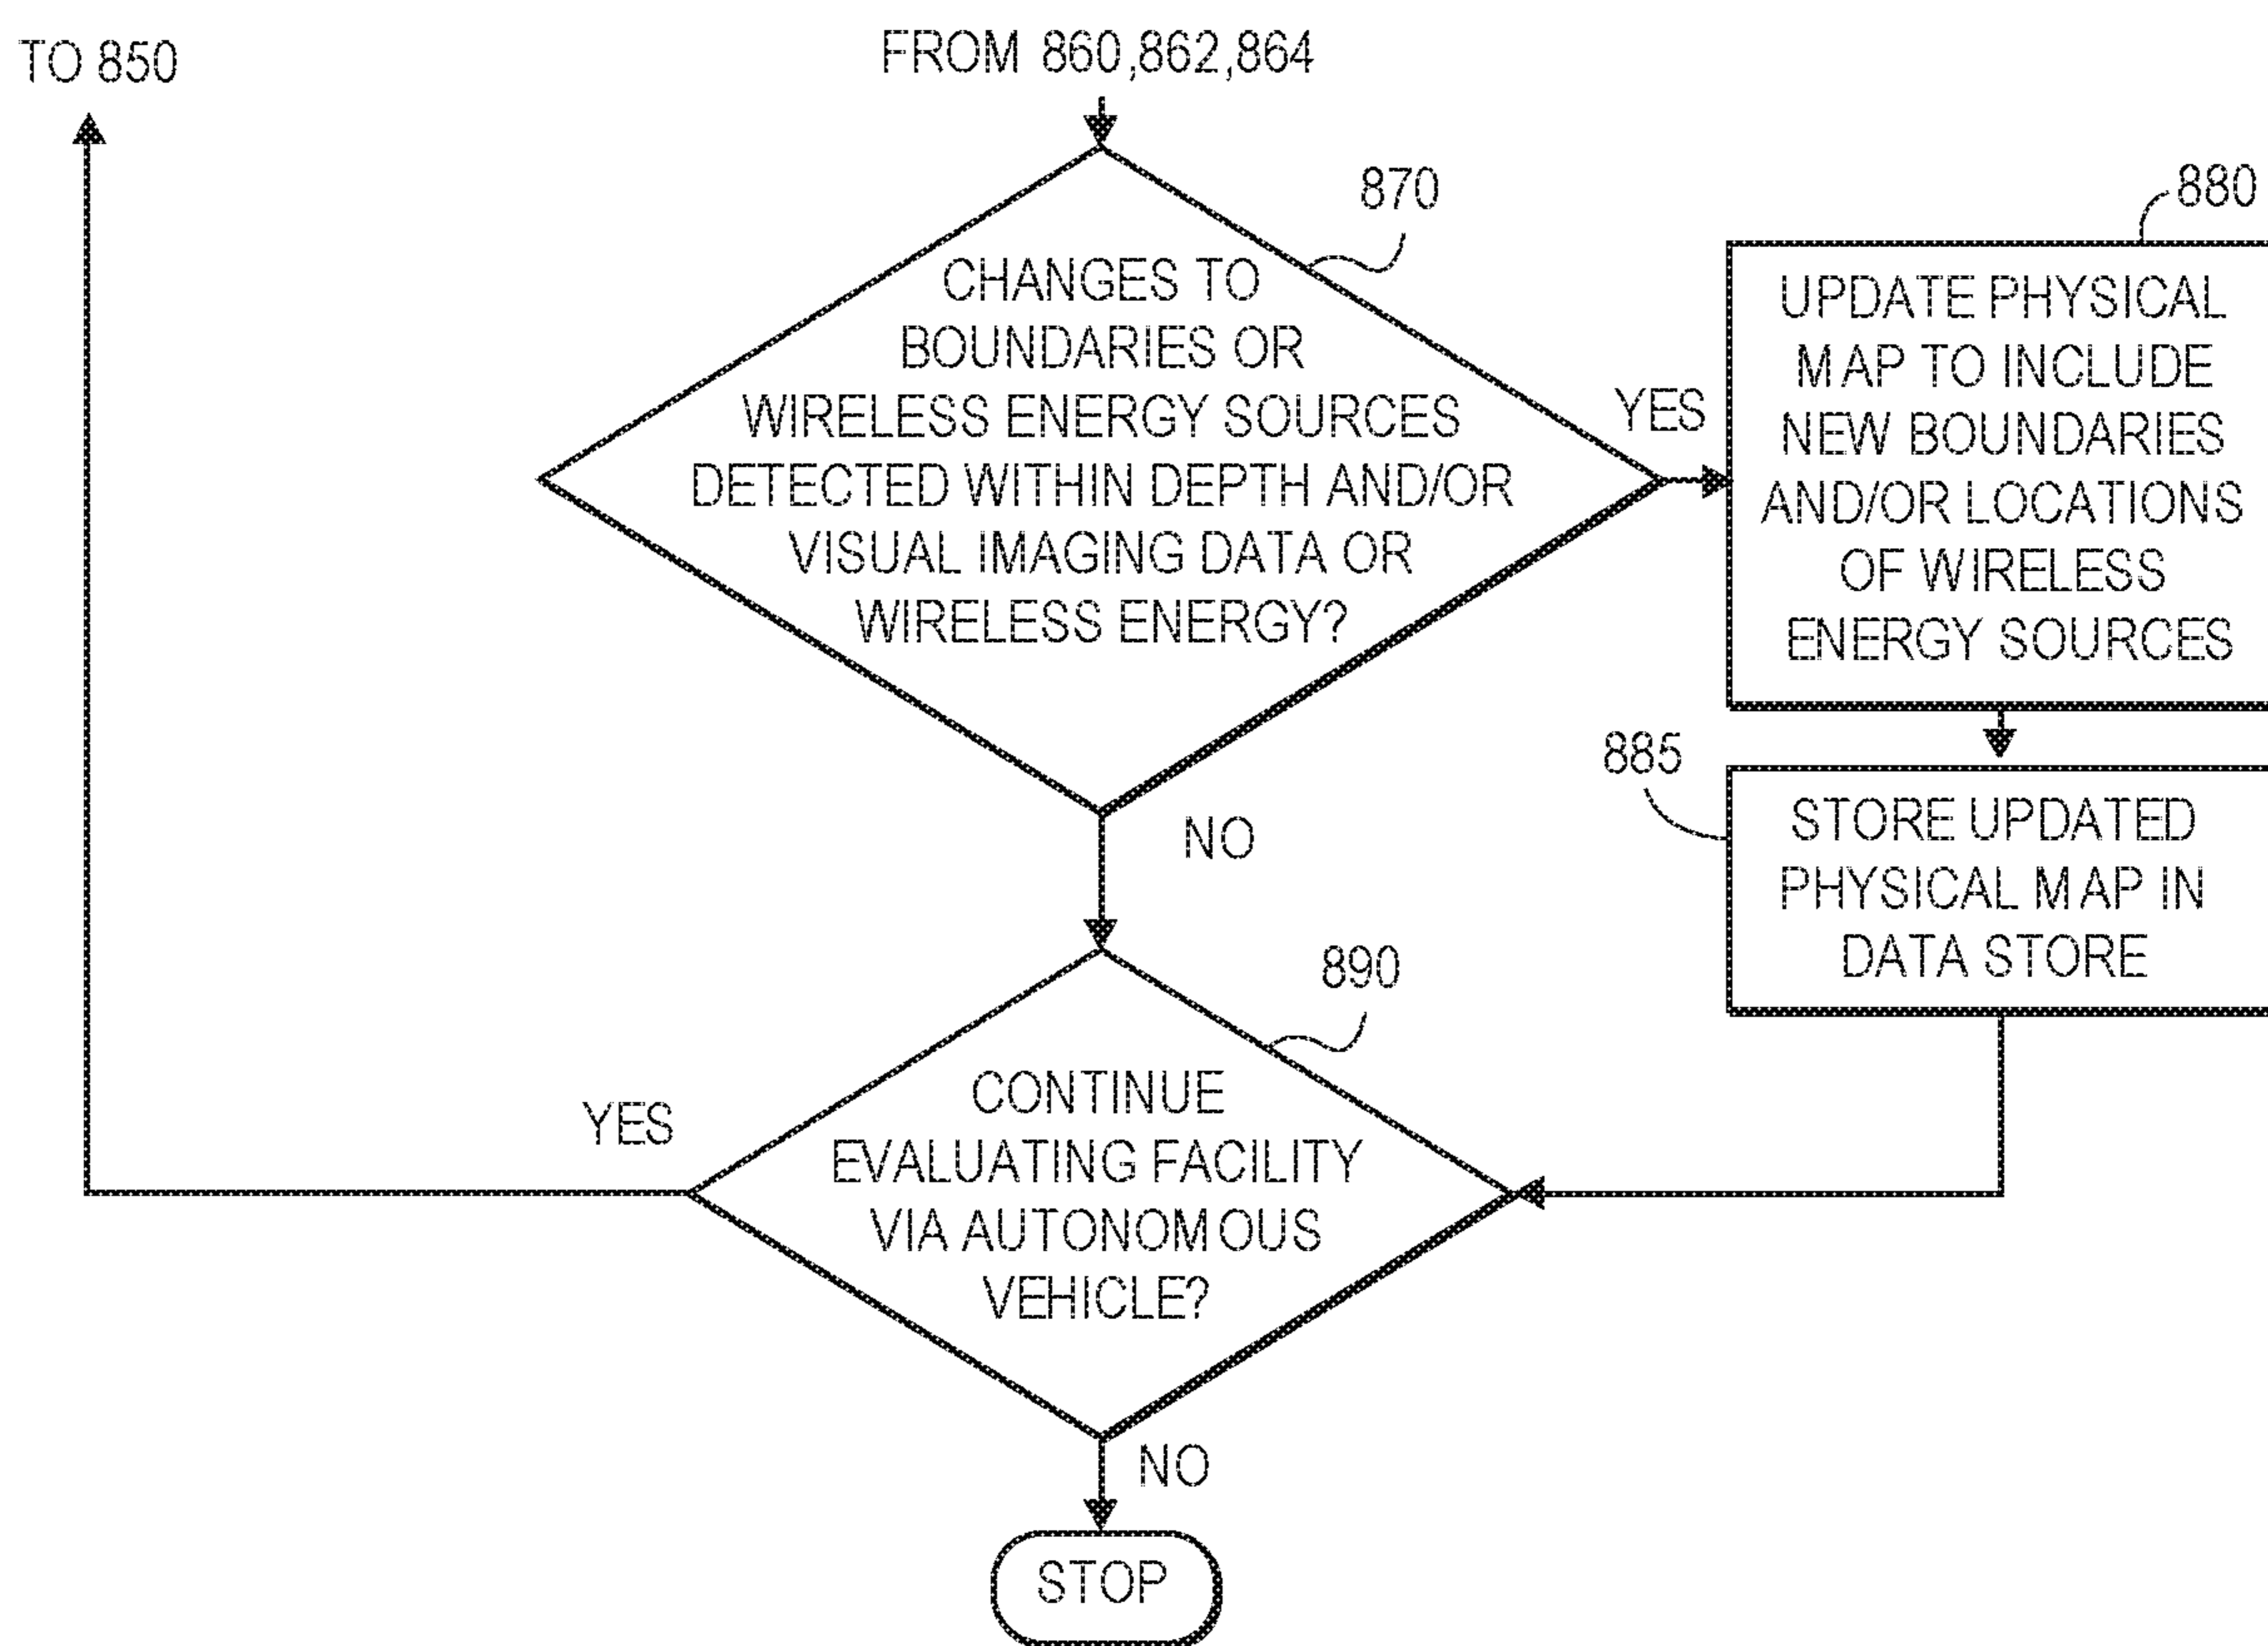 TO 850
FROM 860,862,864
870
CHANGES TO
BOUNDARIES OR
WIRELESS ENERGY SOURCES
DETECTED WITHIN DEPTH AND/OR
VISUAL IMAGING DATA OR
WIRELESS ENERGY?
YES
880
UPDATE PHYSICAL
MAP TO INCLUDE
NEW BOUNDARIES
AND/OR LOCATIONS
OF WIRELESS
ENERGY SOURCES
885
STORE UPDATED
PHYSICAL MAP IN
DATA STORE
NO
890
CONTINUE
EVALUATING FACILITY
VIA AUTONOMOUS
VEHICLE?
YES
NO
STOP